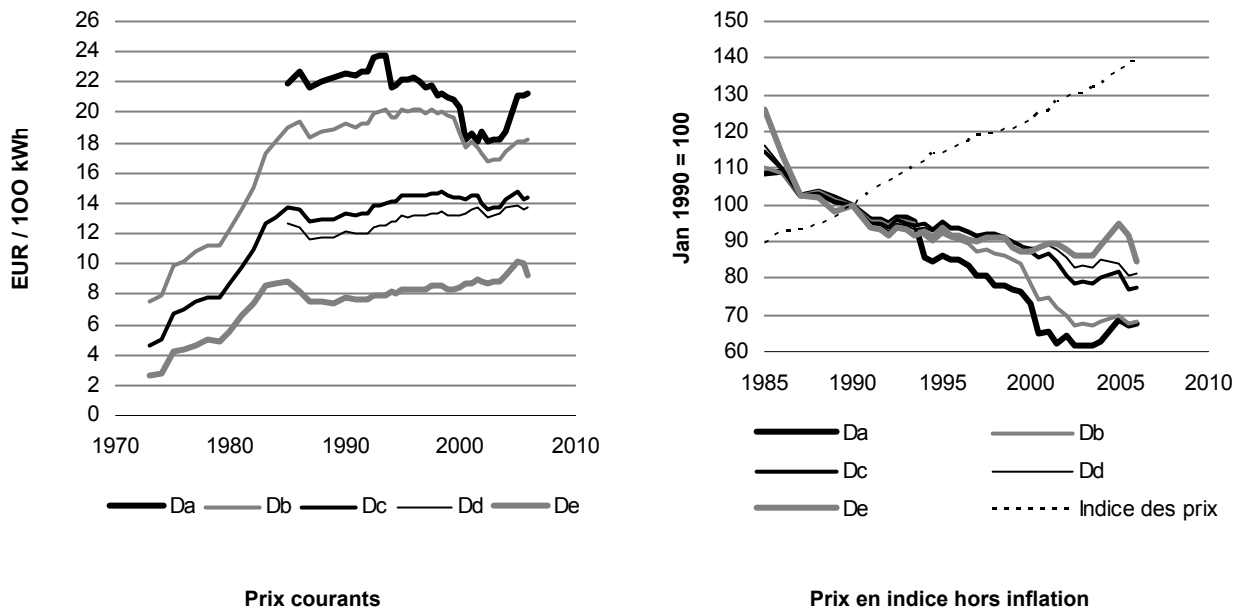 EUR / 1OO kWh
26
24
22
20
18
16
14
12
10
8
6
4
2
0
1970 1980 1990 2000 2010
Da Db Dc Dd De
Prix courants
Jan 1990 = 100
150
140
130
120
110
100
90
80
70
60
1985 1990 1995 2000 2005 2010
Da Db
Dc Dd
De Indice des prix
Prix en indice hors inflation